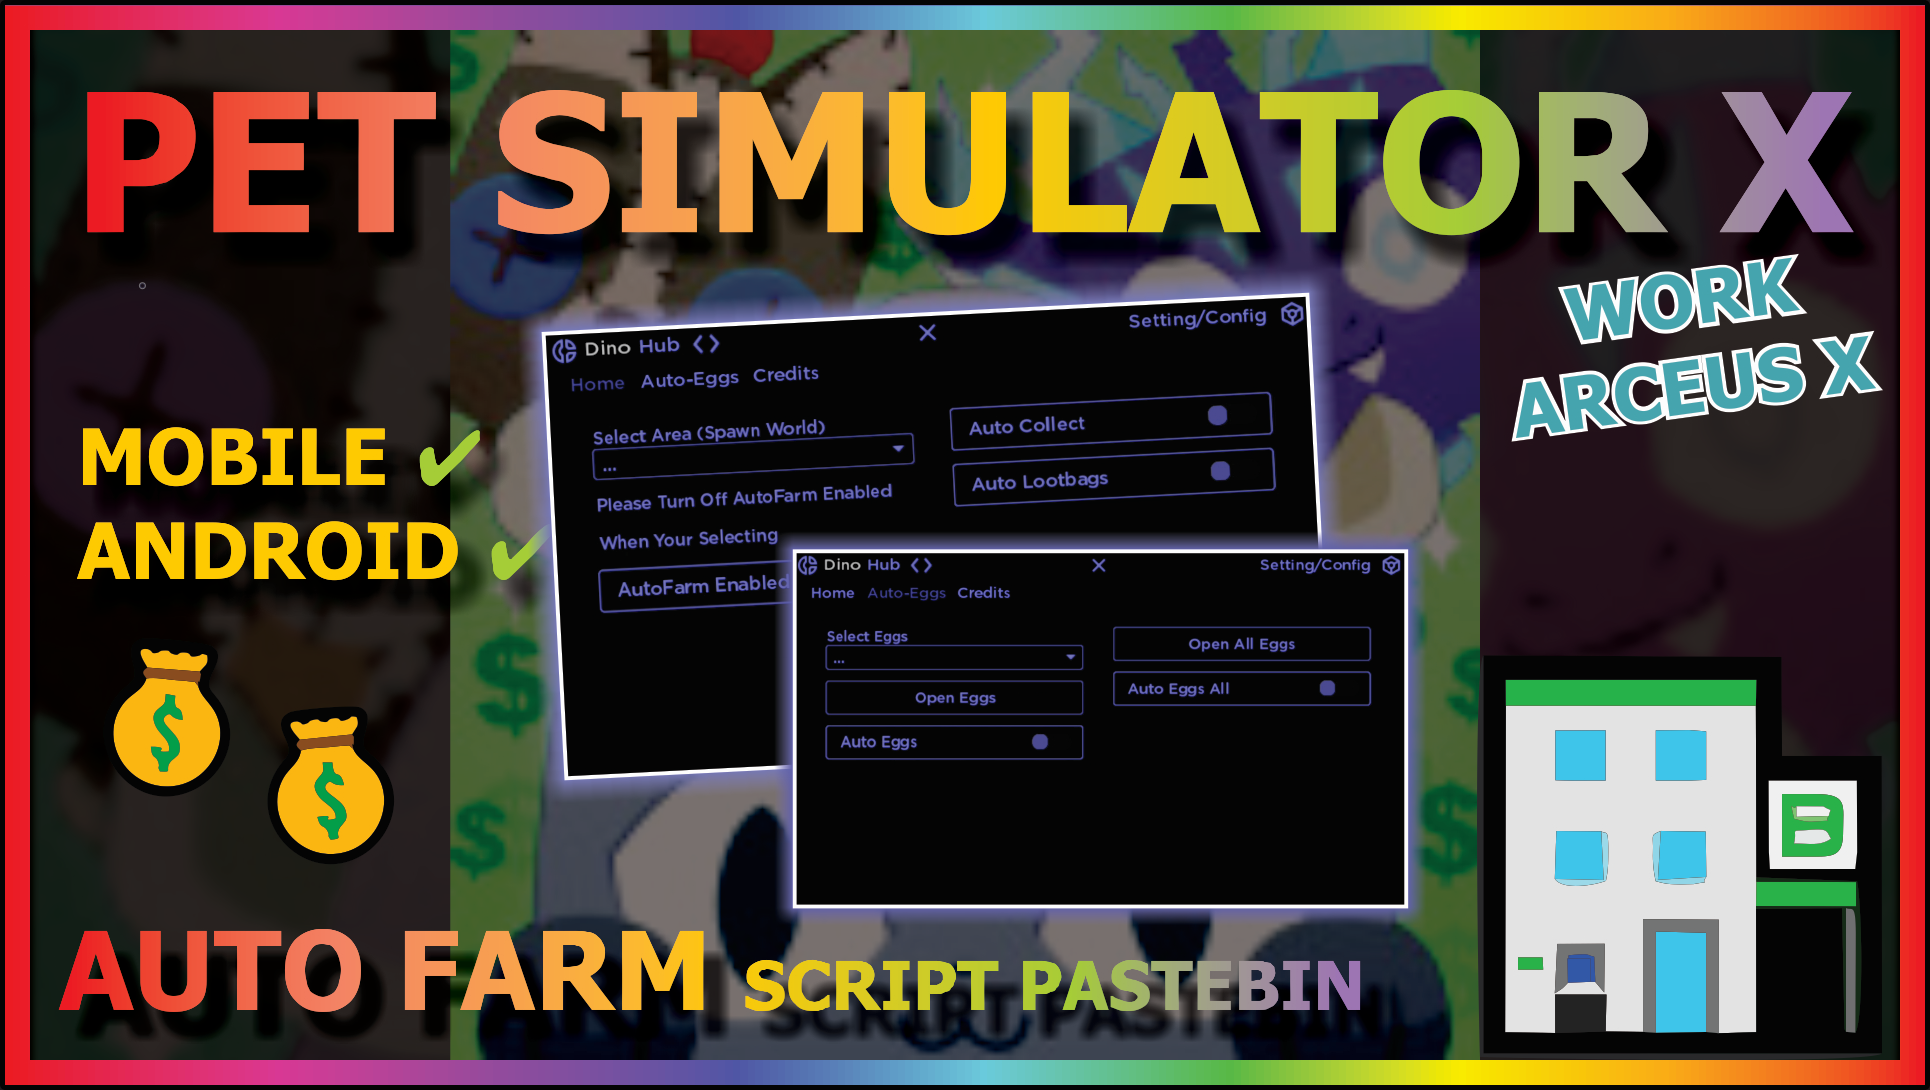 PET SIMULATOR X
WORK
ARCEUS X
MOBILE ✔
ANDROID ✔
Dino Hub <> × Setting/Config
Home Auto-Eggs Credits
Select Area (Spawn World)
...
Please Turn Off AutoFarm Enabled
When Your Selecting
AutoFarm Enabled
Auto Collect
Auto Lootbags
Dino Hub <> × Setting/Config
Home Auto-Eggs Credits
Select Eggs
...
Open Eggs
Auto Eggs
Open All Eggs
Auto Eggs All
$
$
B
AUTO FARM SCRIPT PASTEBIN